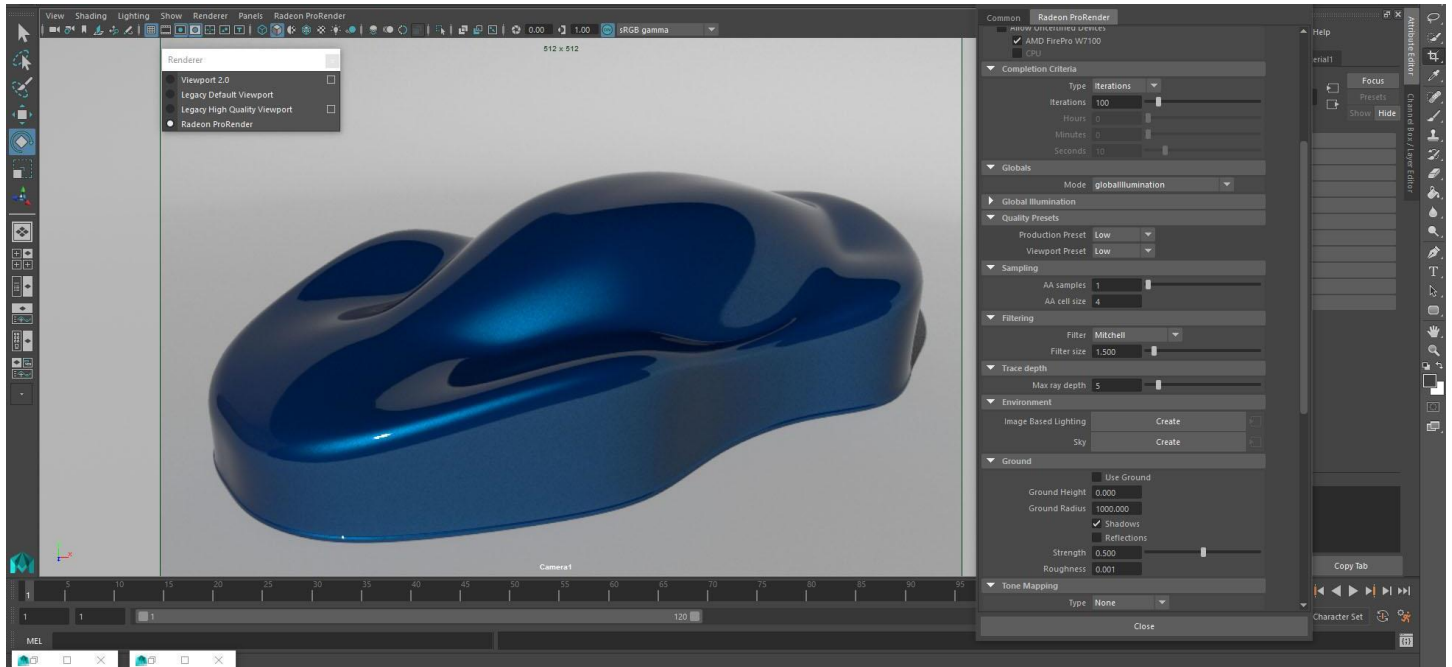 View Shading Lighting Show Renderer Panels Radeon ProRender
0.00 1.00 sRGB gamma
512 x 512
Renderer
Viewport 2.0
Legacy Default Viewport
Legacy High Quality Viewport
Radeon ProRender
Camera1
Common Radeon ProRender
Allow Uncertified Devices
AMD FirePro W7100
CPU
Completion Criteria
Type Iterations
Iterations 100
Hours 0
Minutes 0
Seconds 10
Globals
Mode globalIllumination
Global Illumination
Quality Presets
Production Preset Low
Viewport Preset Low
Sampling
AA samples 1
AA cell size 4
Filtering
Filter Mitchell
Filter size 1.500
Trace depth
Max ray depth 5
Environment
Image Based Lighting Create
Sky Create
Ground
Use Ground
Ground Height 0.000
Ground Radius 1000.000
Shadows
Reflections
Strength 0.500
Roughness 0.001
Tone Mapping
Type None
Close
Help
erial1
Focus
Presets
Show Hide
Attribute Editor
Channel Box / Layer Editor
Copy Tab
1 5 10 15 20 25 30 35 40 45 50 55 60 65 70 75 80 85 90 95
1 1 1 120
Character Set
MEL